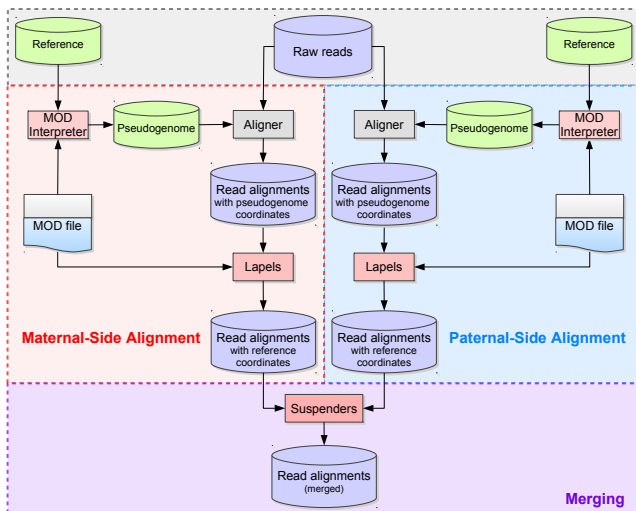 Reference
Raw reads
Reference
MOD
Interpreter
Pseudogenome
Aligner
Aligner
Pseudogenome
MOD
Interpreter
Read alignments
with pseudogenome
coordinates
Read alignments
with pseudogenome
coordinates
MOD file
MOD file
Lapels
Lapels
Maternal-Side Alignment
Read alignments
with reference
coordinates
Read alignments
with reference
coordinates
Paternal-Side Alignment
Suspenders
Read alignments
(merged)
Merging